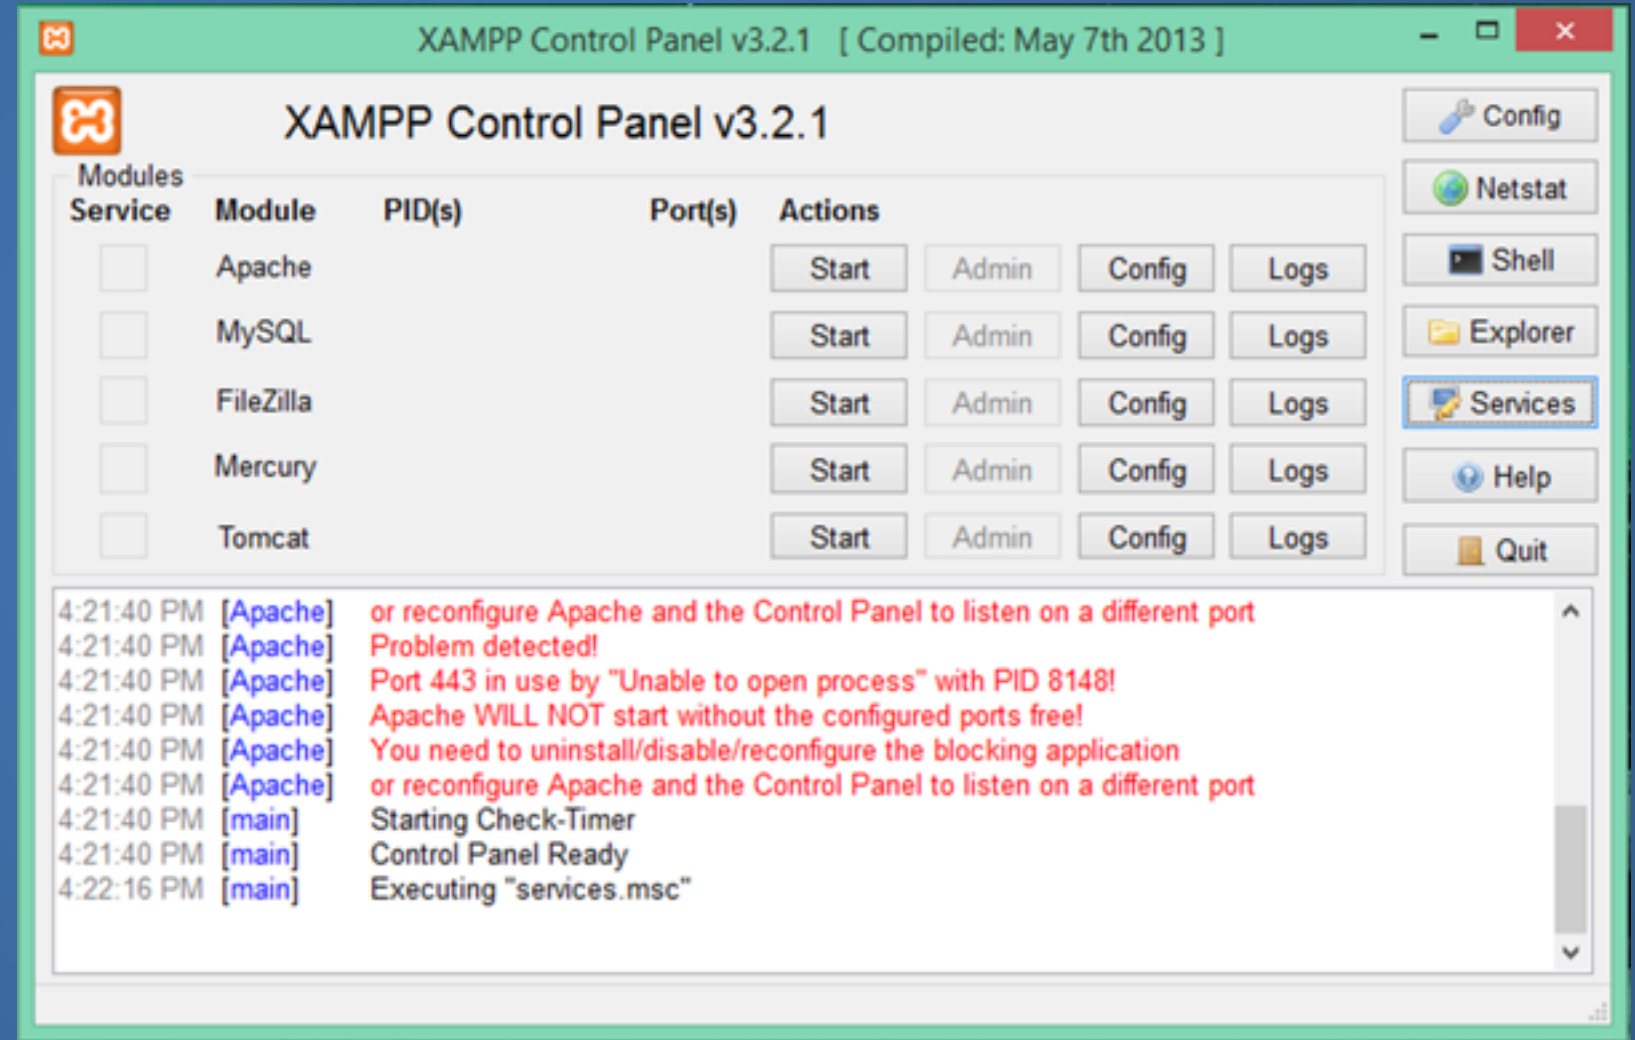 XAMPP Control Panel v3.2.1 [ Compiled: May 7th 2013 ]
XAMPP Control Panel v3.2.1
Config
Modules
Netstat
Service Module PID(s) Port(s) Actions
Apache Start Admin Config Logs
Shell
MySQL Start Admin Config Logs
Explorer
FileZilla Start Admin Config Logs
Services
Mercury Start Admin Config Logs
Help
Tomcat Start Admin Config Logs
Quit
4:21:40 PM [Apache] or reconfigure Apache and the Control Panel to listen on a different port
4:21:40 PM [Apache] Problem detected!
4:21:40 PM [Apache] Port 443 in use by "Unable to open process" with PID 8148!
4:21:40 PM [Apache] Apache WILL NOT start without the configured ports free!
4:21:40 PM [Apache] You need to uninstall/disable/reconfigure the blocking application
4:21:40 PM [Apache] or reconfigure Apache and the Control Panel to listen on a different port
4:21:40 PM [main] Starting Check-Timer
4:21:40 PM [main] Control Panel Ready
4:22:16 PM [main] Executing "services.msc"